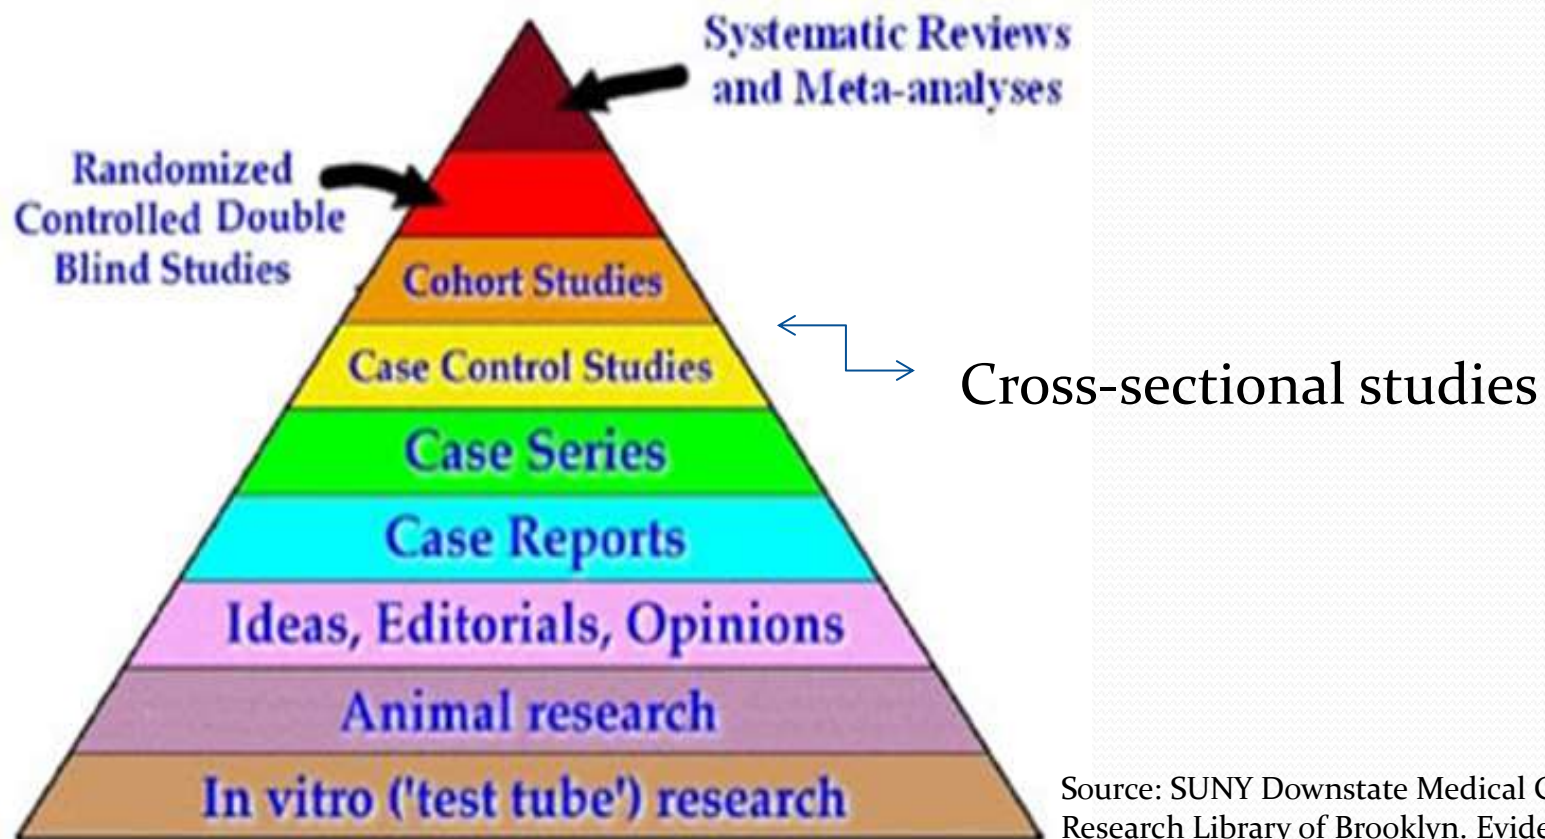 Systematic Reviews
and Meta-analyses
Randomized
Controlled Double
Blind Studies
Cohort Studies
Case Control Studies
Cross-sectional studies
Case Series
Case Reports
Ideas, Editorials, Opinions
Animal research
In vitro ('test tube') research
Source: SUNY Downstate Medical
Research Library of Brooklyn.